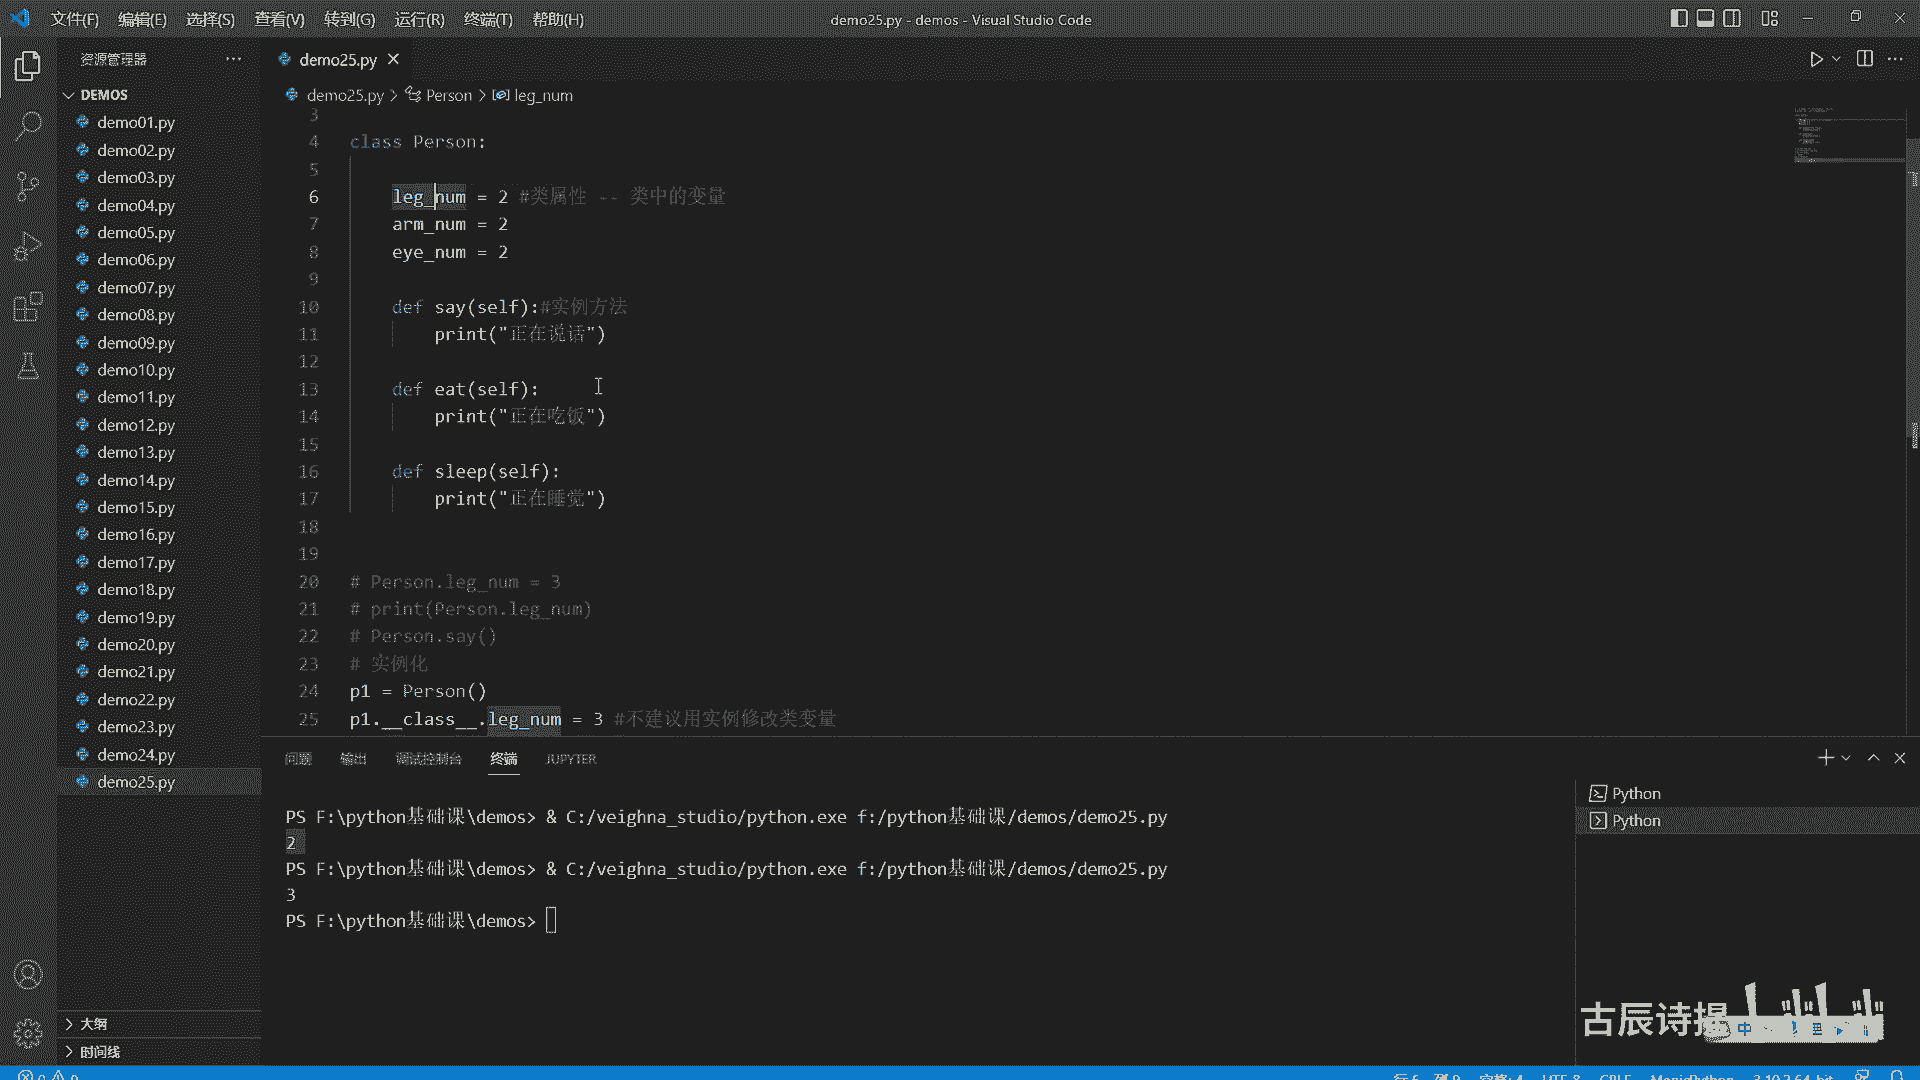 文件(F) 编辑(E) 选择(S) 查看(V) 转到(G) 运行(R) 终端(T) 帮助(H)
demo25.py - demos - Visual Studio Code
资源管理器
demo25.py
DEMOS
demo25.py > Person > leg_num
demo01.py
demo02.py
demo03.py
demo04.py
demo05.py
demo06.py
demo07.py
demo08.py
demo09.py
demo10.py
demo11.py
demo12.py
demo13.py
demo14.py
demo15.py
demo16.py
demo17.py
demo18.py
demo19.py
demo20.py
demo21.py
demo22.py
demo23.py
demo24.py
demo25.py
大纲
时间线
3
4 class Person:
5
6 leg_num = 2 #类属性 -- 类中的变量
7 arm_num = 2
8 eye_num = 2
9
10 def say(self):#实例方法
11 print("正在说话")
12
13 def eat(self):
14 print("正在吃饭")
15
16 def sleep(self):
17 print("正在睡觉")
18
19
20 # Person.leg_num = 3
21 # print(Person.leg_num)
22 # Person.say()
23 # 实例化
24 p1 = Person()
25 p1.__class__.leg_num = 3 #不建议用实例修改类变量
问题 输出 调试控制台 终端 JUPYTER
PS F:\python基础课\demos> & C:/veighna_studio/python.exe f:/python基础课/demos/demo25.py
2
PS F:\python基础课\demos> & C:/veighna_studio/python.exe f:/python基础课/demos/demo25.py
3
PS F:\python基础课\demos>
Python
Python
古辰诗提
中